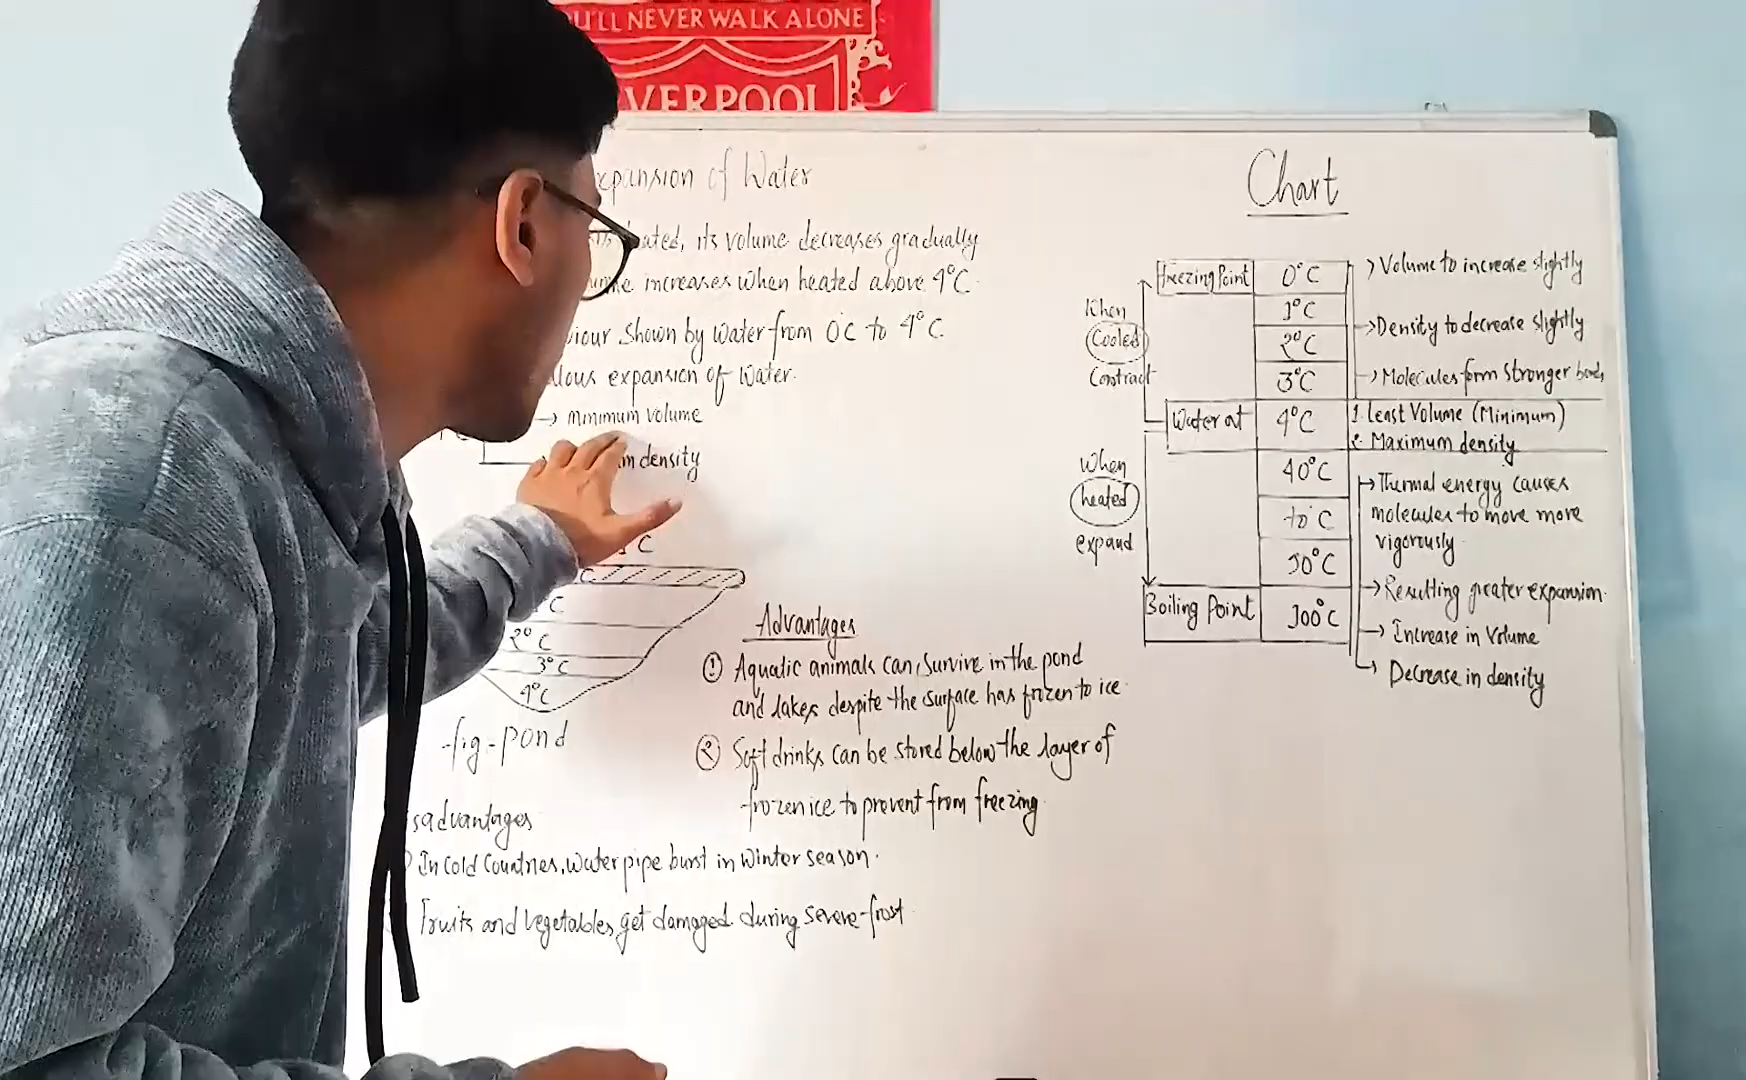 YOU'LL NEVER WALK ALONE
VERPOOL
xpansion of Water
ated, its volume decreases gradually
ume increases when heated above 4°C.
viour shown by water from 0°C to 4°C.
llous expansion of water.
→ minimum volume
m density
°C
C
°C
2°C
3°C
4°C
fig - pond
Advantages
① Aquatic animals can survive in the pond
and lakes despite the surface has frozen to ice
② Soft drinks can be stored below the layer of
frozen ice to prevent from freezing.
sadvantages
In cold countries, water pipe burst in winter season.
Fruits and vegetables get damaged during severe frost
Chart
When
Cooled
Contract
Freezing Point
0°C
1°C
2°C
3°C
→ Volume to increase slightly
→ Density to decrease slightly
→ Molecules form stronger bonds
Water at
4°C
1. Least Volume (Minimum)
2. Maximum density
When
heated
expand
40°C
50°C
Boiling Point
100°C
→ Thermal energy causes
molecules to move more
vigorously.
→ Resulting greater expansion.
→ Increase in Volume
→ Decrease in density